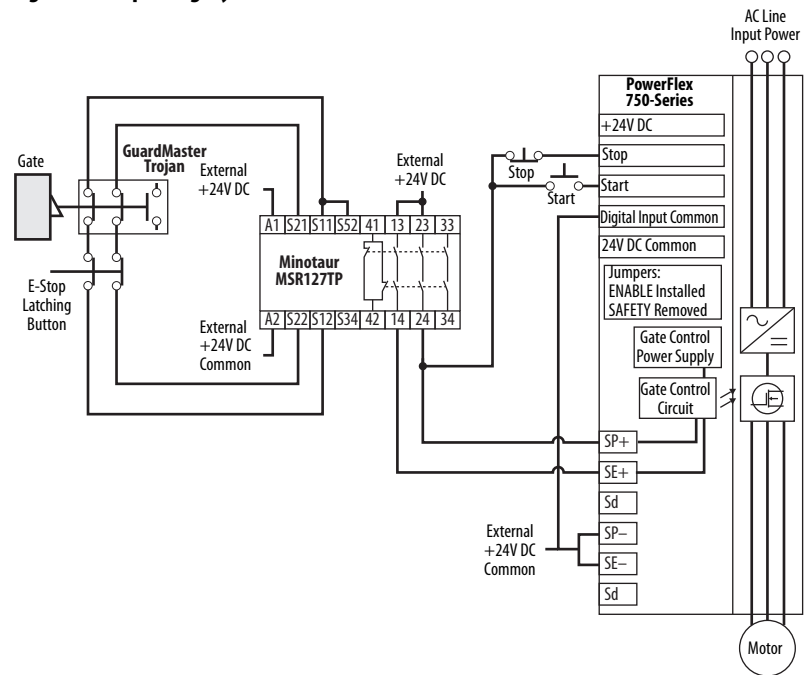 AC Line
Input Power
PowerFlex
750-Series
+24V DC
Stop
Start
Digital Input Common
24V DC Common
Jumpers:
ENABLE Installed
SAFETY Removed
Gate Control
Power Supply
Gate Control
Circuit
SP+
SE+
Sd
SP–
SE–
Sd
Motor
Stop
Start
External
+24V DC
Common
Gate
GuardMaster
Trojan
E-Stop
Latching
Button
External
+24V DC
External
+24V DC
A1 S21 S11 S52 41 13 23 33
Minotaur
MSR127TP
A2 S22 S12 S34 42 14 24 34
External
+24V DC
Common